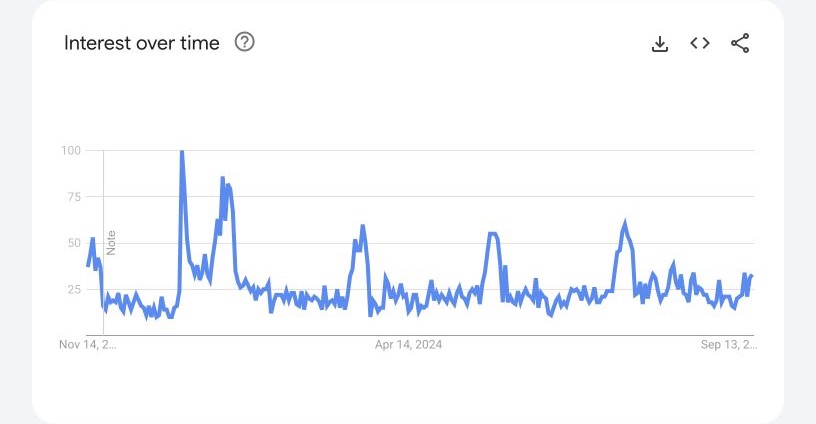 Interest over time
100
75
50
25
Note
Nov 14, 2...
Apr 14, 2024
Sep 13, 2...